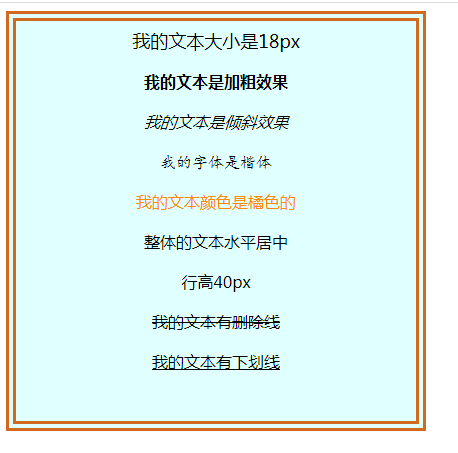 我的文本大小是18px
我的文本是加粗效果
我的文本是倾斜效果
我的字体是楷体
我的文本颜色是橘色的
整体的文本水平居中
行高40px
我的文本有删除线
我的文本有下划线